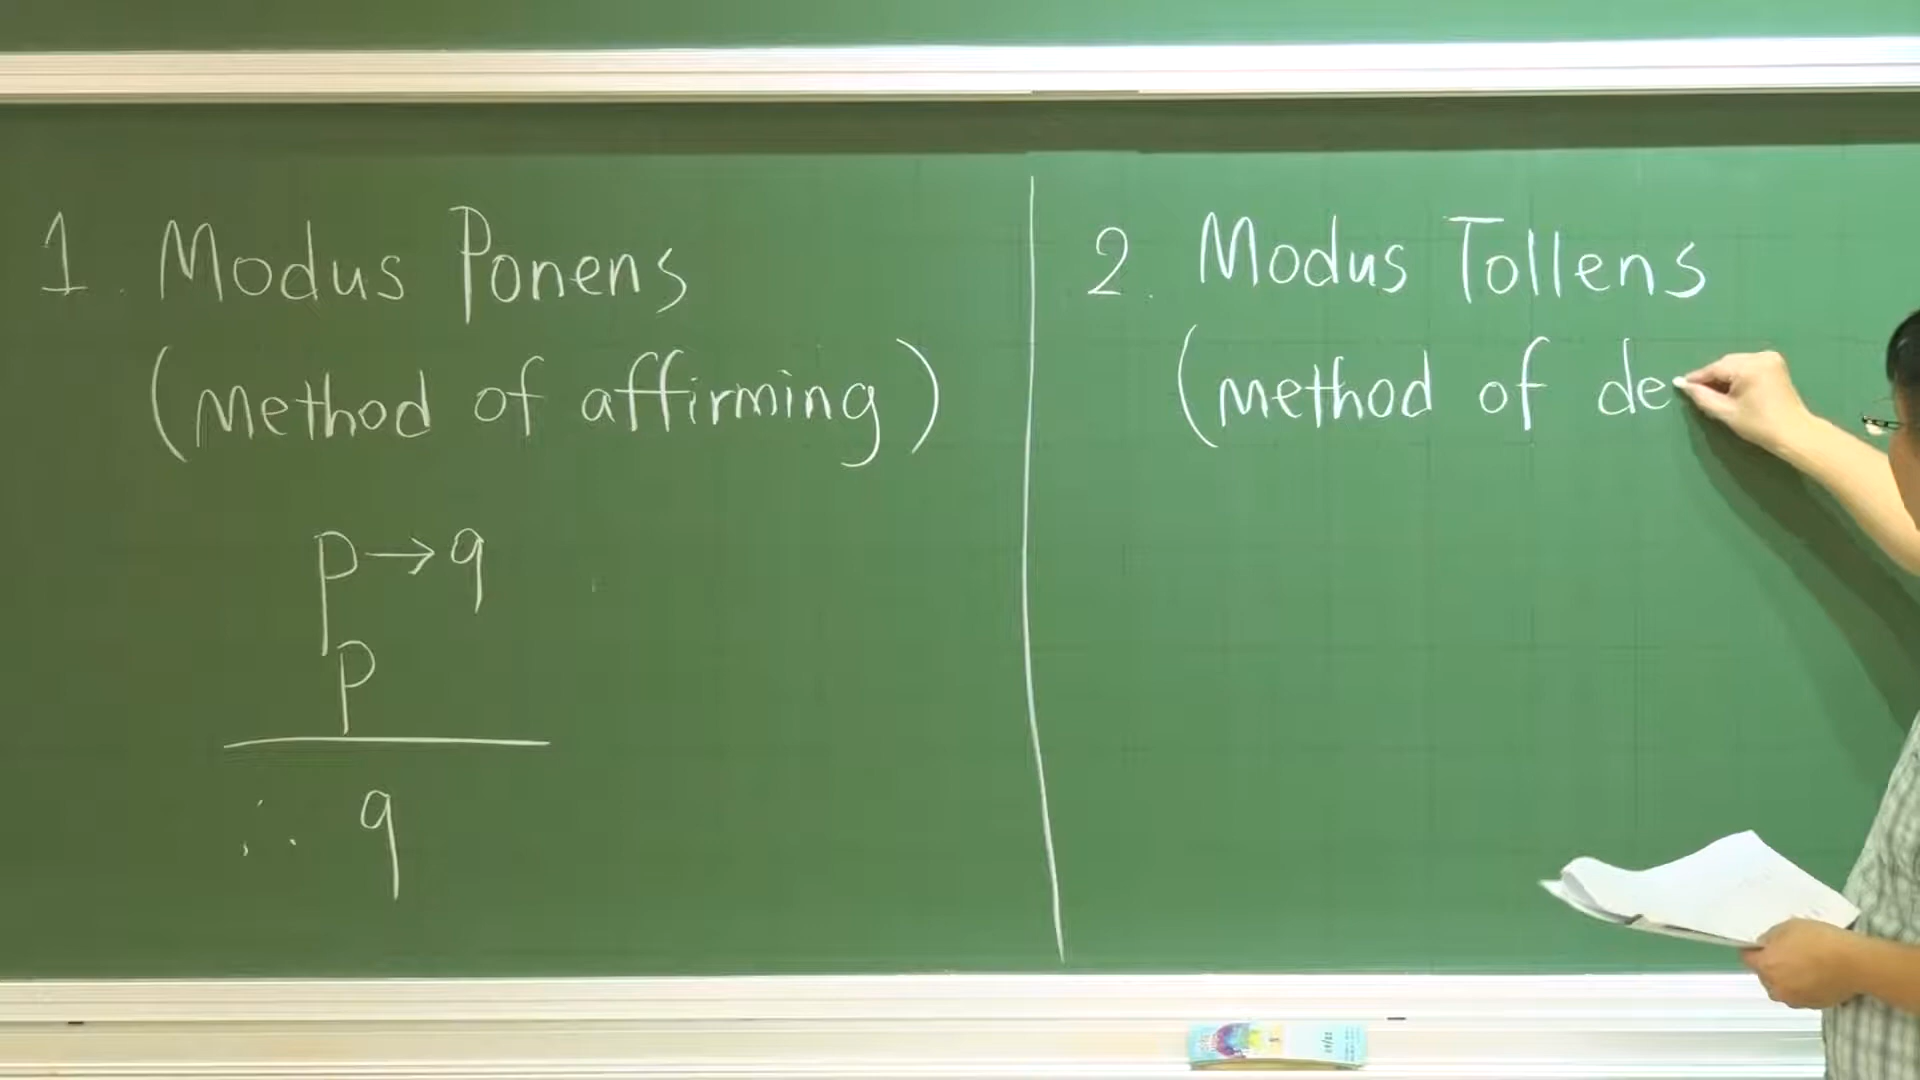 1. Modus Ponens
(Method of affirming)
p→q
p
∴ q
2. Modus Tollens
(method of de